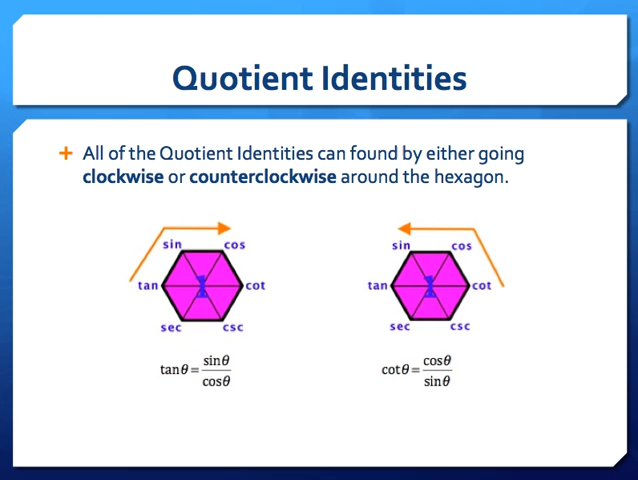 Quotient Identities
All of the Quotient Identities can found by either going
clockwise or counterclockwise around the hexagon.
sin cos
tan cot
sec csc
sin cos
tan cot
sec csc
tanθ = sinθ/cosθ
cotθ = cosθ/sinθ